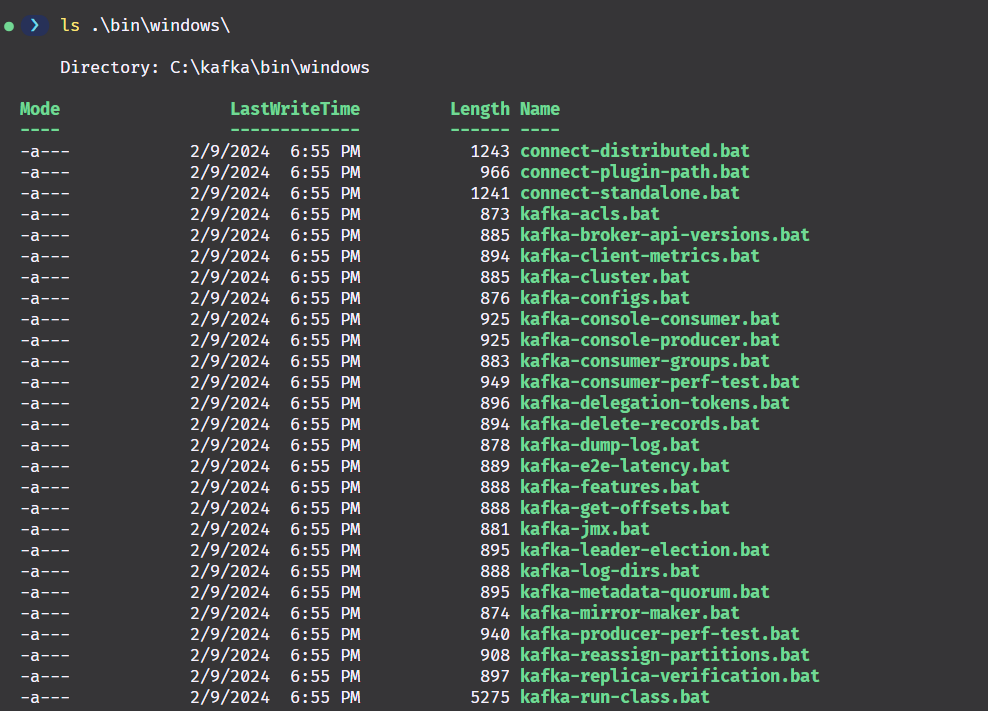 ❯ ls .\bin\windows\
Directory: C:\kafka\bin\windows
Mode LastWriteTime Length Name
---- ------------- ------ ----
-a--- 2/9/2024 6:55 PM 1243 connect-distributed.bat
-a--- 2/9/2024 6:55 PM 966 connect-plugin-path.bat
-a--- 2/9/2024 6:55 PM 1241 connect-standalone.bat
-a--- 2/9/2024 6:55 PM 873 kafka-acls.bat
-a--- 2/9/2024 6:55 PM 885 kafka-broker-api-versions.bat
-a--- 2/9/2024 6:55 PM 894 kafka-client-metrics.bat
-a--- 2/9/2024 6:55 PM 885 kafka-cluster.bat
-a--- 2/9/2024 6:55 PM 876 kafka-configs.bat
-a--- 2/9/2024 6:55 PM 925 kafka-console-consumer.bat
-a--- 2/9/2024 6:55 PM 925 kafka-console-producer.bat
-a--- 2/9/2024 6:55 PM 883 kafka-consumer-groups.bat
-a--- 2/9/2024 6:55 PM 949 kafka-consumer-perf-test.bat
-a--- 2/9/2024 6:55 PM 896 kafka-delegation-tokens.bat
-a--- 2/9/2024 6:55 PM 894 kafka-delete-records.bat
-a--- 2/9/2024 6:55 PM 878 kafka-dump-log.bat
-a--- 2/9/2024 6:55 PM 889 kafka-e2e-latency.bat
-a--- 2/9/2024 6:55 PM 888 kafka-features.bat
-a--- 2/9/2024 6:55 PM 888 kafka-get-offsets.bat
-a--- 2/9/2024 6:55 PM 881 kafka-jmx.bat
-a--- 2/9/2024 6:55 PM 895 kafka-leader-election.bat
-a--- 2/9/2024 6:55 PM 888 kafka-log-dirs.bat
-a--- 2/9/2024 6:55 PM 895 kafka-metadata-quorum.bat
-a--- 2/9/2024 6:55 PM 874 kafka-mirror-maker.bat
-a--- 2/9/2024 6:55 PM 940 kafka-producer-perf-test.bat
-a--- 2/9/2024 6:55 PM 908 kafka-reassign-partitions.bat
-a--- 2/9/2024 6:55 PM 897 kafka-replica-verification.bat
-a--- 2/9/2024 6:55 PM 5275 kafka-run-class.bat